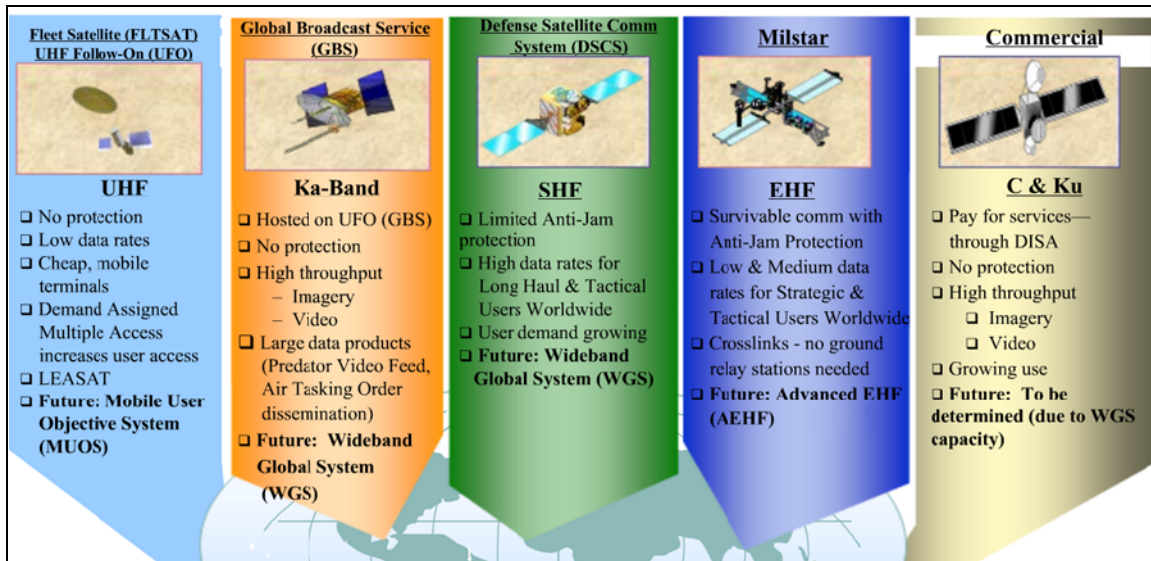 Fleet Satellite (FLTSAT)
UHF Follow-On (UFO)
UHF
❑ No protection
❑ Low data rates
❑ Cheap, mobile
terminals
❑ Demand Assigned
Multiple Access
increases user access
❑ LEASAT
❑ Future: Mobile User
Objective System
(MUOS)
Global Broadcast Service
(GBS)
Ka-Band
❑ Hosted on UFO (GBS)
❑ No protection
❑ High throughput
– Imagery
– Video
❑ Large data products
(Predator Video Feed,
Air Tasking Order
dissemination)
❑ Future: Wideband
Global System
(WGS)
Defense Satellite Comm
System (DSCS)
SHF
❑ Limited Anti-Jam
protection
❑ High data rates for
Long Haul & Tactical
Users Worldwide
❑ User demand growing
❑ Future: Wideband
Global System (WGS)
Milstar
EHF
❑ Survivable comm with
Anti-Jam Protection
❑ Low & Medium data
rates for Strategic &
Tactical Users Worldwide
❑ Crosslinks - no ground
relay stations needed
❑ Future: Advanced EHF
(AEHF)
Commercial
C & Ku
❑ Pay for services—
through DISA
❑ No protection
❑ High throughput
❑ Imagery
❑ Video
❑ Growing use
❑ Future: To be
determined (due to WGS
capacity)